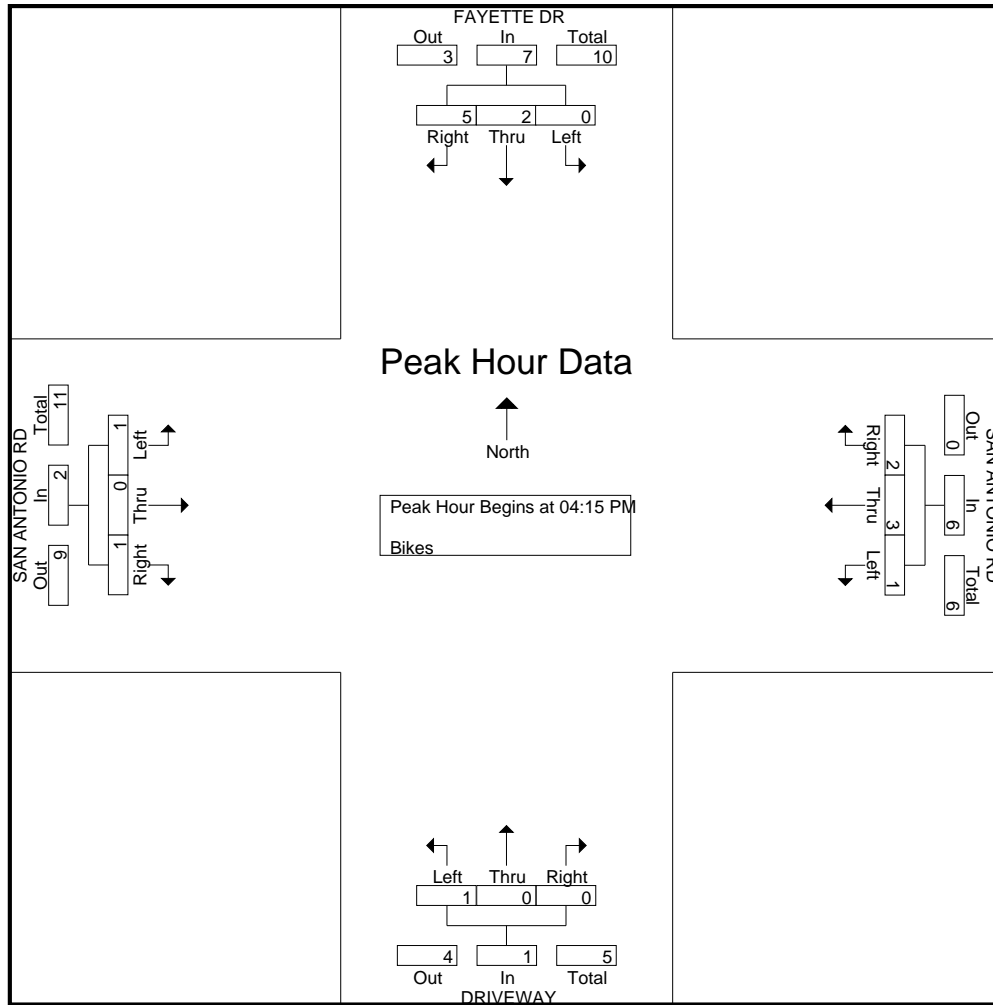 FAYETTE DR
Out In Total
3 7 10
5 2 0
Right Thru Left
Peak Hour Data
North
Peak Hour Begins at 04:15 PM
Bikes
SAN ANTONIO RD
Total In Out
11 2 9
1 0 1
Left Thru Right
SAN ANTONIO RD
Out In Total
0 6 6
2 3 1
Right Thru Left
Left Thru Right
1 0 0
4 1 5
Out In Total
DRIVEWAY